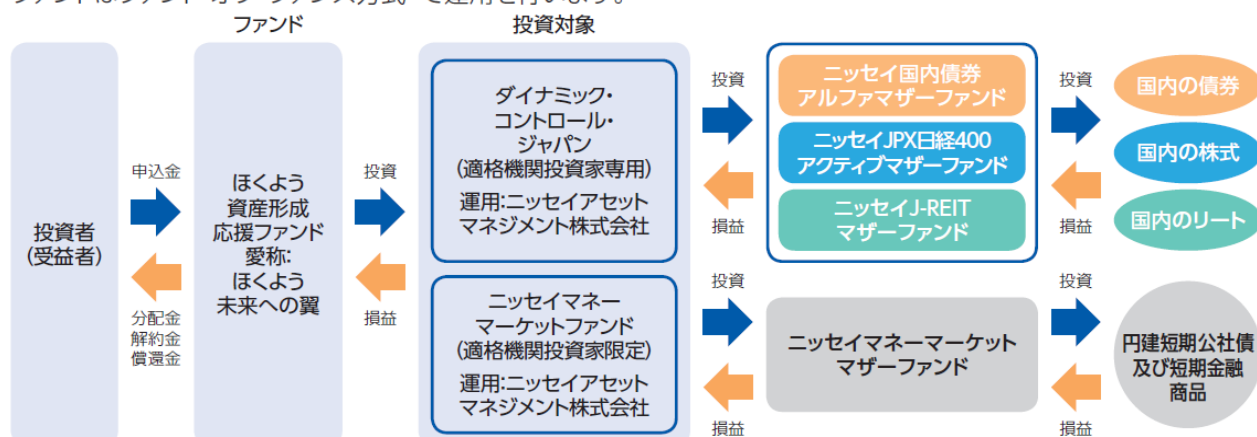 ファンド
投資対象
投資者
(受益者)
申込金
分配金
解約金
償還金
ほくよう
資産形成
応援ファンド
愛称:
ほくよう
未来への翼
投資
損益
ダイナミック・
コントロール・
ジャパン
(適格機関投資家専用)
運用:ニッセイアセット
マネジメント株式会社
ニッセイマネー
マーケットファンド
(適格機関投資家限定)
運用:ニッセイアセット
マネジメント株式会社
投資
損益
投資
損益
ニッセイ国内債券
アルファマザーファンド
ニッセイJPX日経400
アクティブマザーファンド
ニッセイJ-REIT
マザーファンド
ニッセイマネーマーケット
マザーファンド
投資
損益
投資
損益
国内の債券
国内の株式
国内のリート
円建短期公社債
及び短期金融
商品